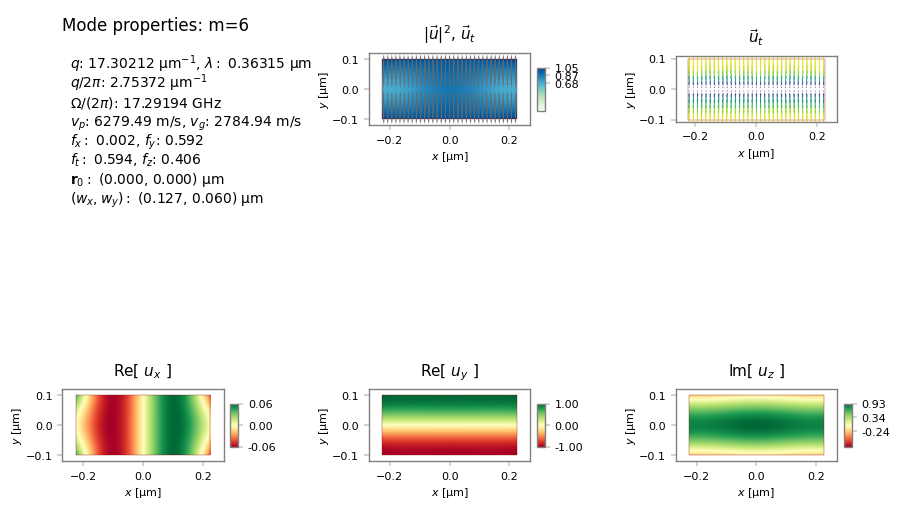 Mode properties: m=6
q: 17.30212 μm⁻¹, λ : 0.36315 μm
q/2π: 2.75372 μm⁻¹
Ω/(2π): 17.29194 GHz
vₚ: 6279.49 m/s, v_g: 2784.94 m/s
fₓ : 0.002, f_y: 0.592
fₜ : 0.594, f_z: 0.406
r₀ : (0.000, 0.000) μm
(wₓ, w_y) : (0.127, 0.060) μm
|u⃗|², u⃗ₜ
0.1
0.0
−0.1
y [μm]
−0.2 0.0 0.2
x [μm]
1.05
0.87
0.68
u⃗ₜ
0.1
0.0
−0.1
y [μm]
−0.2 0.0 0.2
x [μm]
Re[ uₓ ]
0.1
0.0
−0.1
y [μm]
−0.2 0.0 0.2
x [μm]
0.06
0.00
-0.06
Re[ u_y ]
0.1
0.0
−0.1
y [μm]
−0.2 0.0 0.2
x [μm]
1.00
0.00
-1.00
Im[ u_z ]
0.1
0.0
−0.1
y [μm]
−0.2 0.0 0.2
x [μm]
0.93
0.34
-0.24